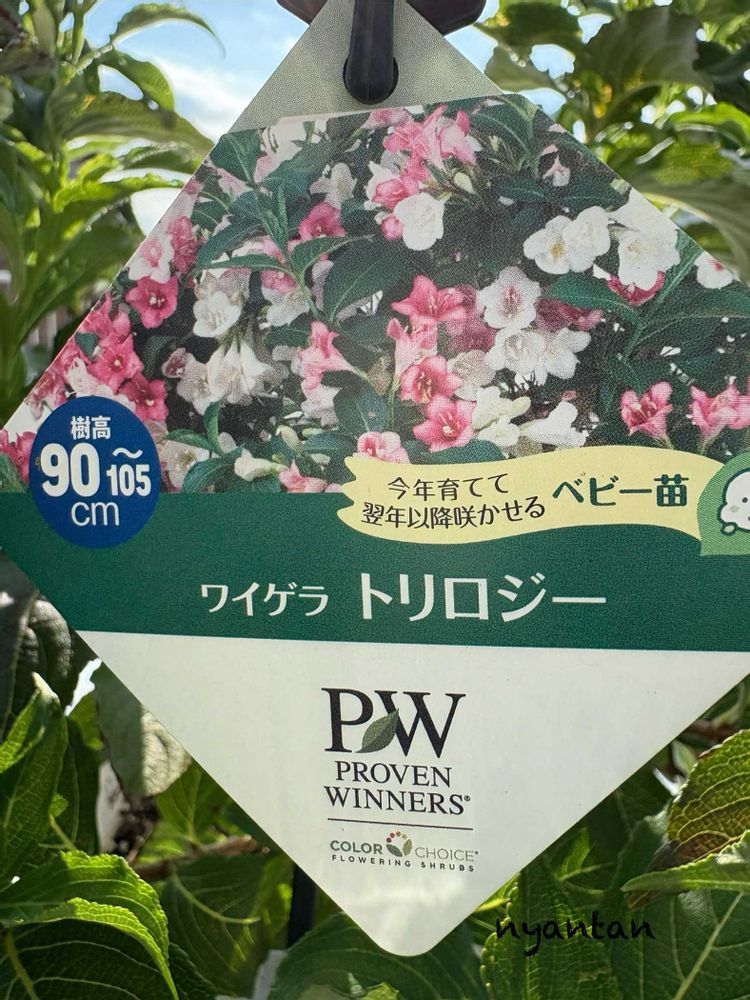 樹高
90〜105
cm
今年育てて
翌年以降咲かせる ベビー苗
ワイゲラ トリロジー
PW
PROVEN
WINNERS®
COLOR CHOICE®
FLOWERING SHRUBS
nyantan